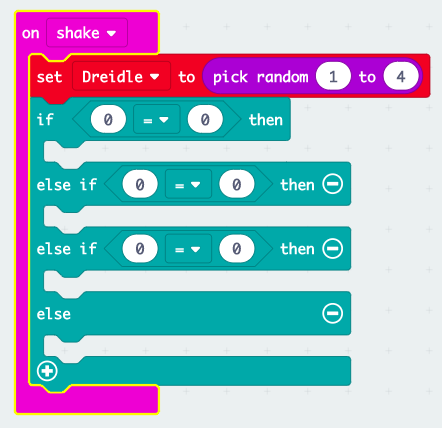 on shake
set Dreidle to pick random 1 to 4
if 0 = 0 then
else if 0 = 0 then
else if 0 = 0 then
else